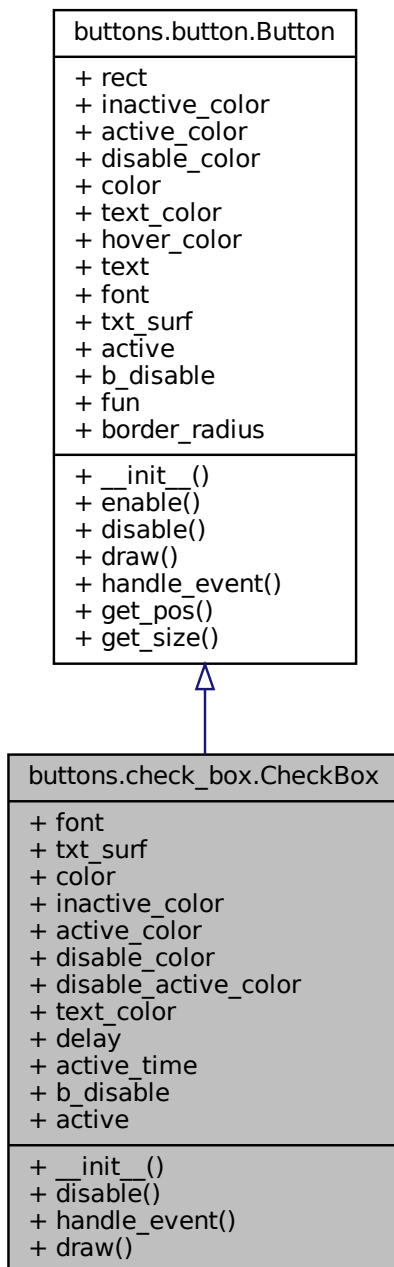 buttons.button.Button
+ rect
+ inactive_color
+ active_color
+ disable_color
+ color
+ text_color
+ hover_color
+ text
+ font
+ txt_surf
+ active
+ b_disable
+ fun
+ border_radius
+ __init__()
+ enable()
+ disable()
+ draw()
+ handle_event()
+ get_pos()
+ get_size()
buttons.check_box.CheckBox
+ font
+ txt_surf
+ color
+ inactive_color
+ active_color
+ disable_color
+ disable_active_color
+ text_color
+ delay
+ active_time
+ b_disable
+ active
+ __init__()
+ disable()
+ handle_event()
+ draw()